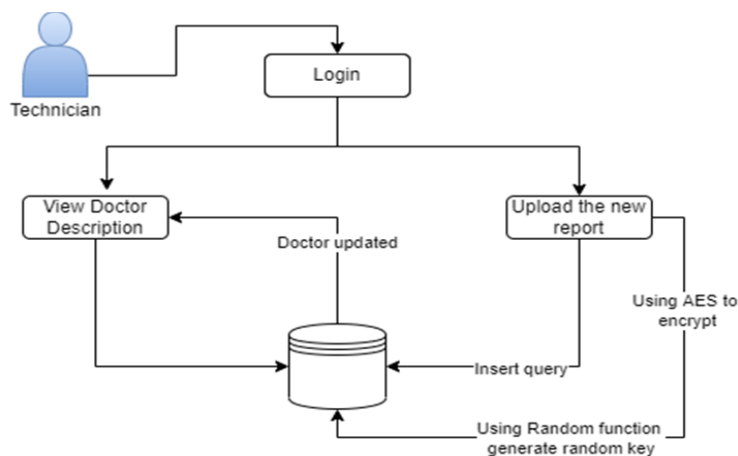 Technician
Login
View Doctor
Description
Upload the new
report
Doctor updated
Using AES to
encrypt
Insert query
Using Random function
generate random key